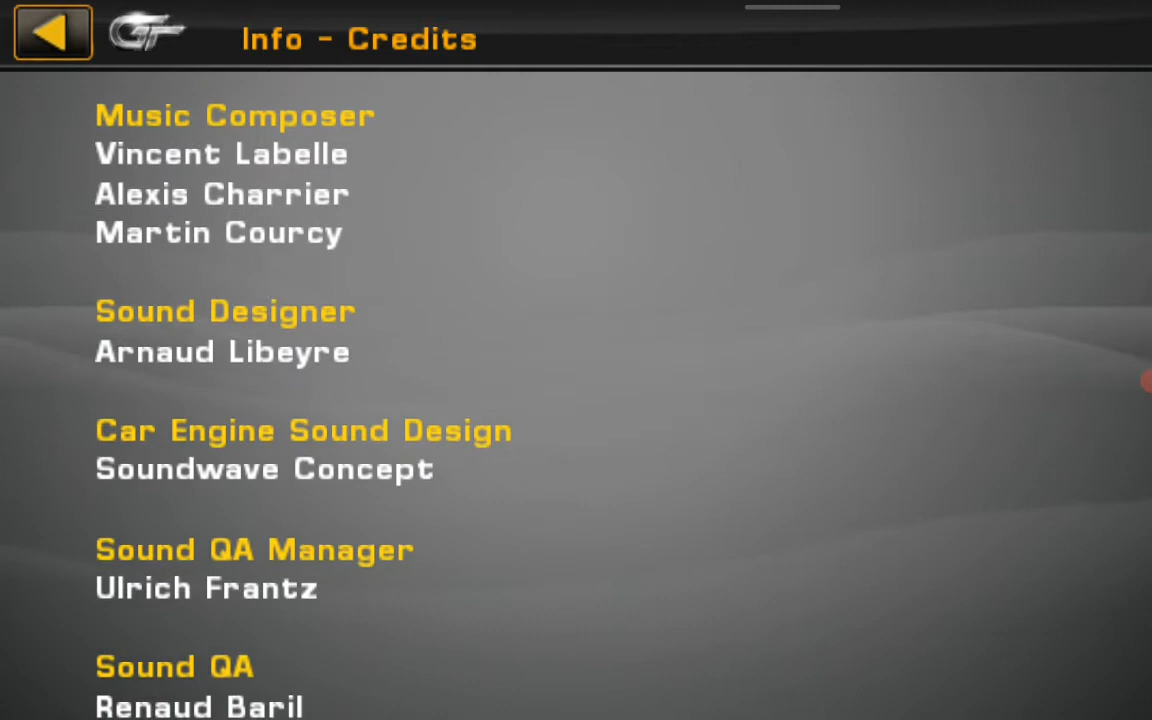 GT
Info - Credits
Music Composer
Vincent Labelle
Alexis Charrier
Martin Courcy
Sound Designer
Arnaud Libeyre
Car Engine Sound Design
Soundwave Concept
Sound QA Manager
Ulrich Frantz
Sound QA
Renaud Baril